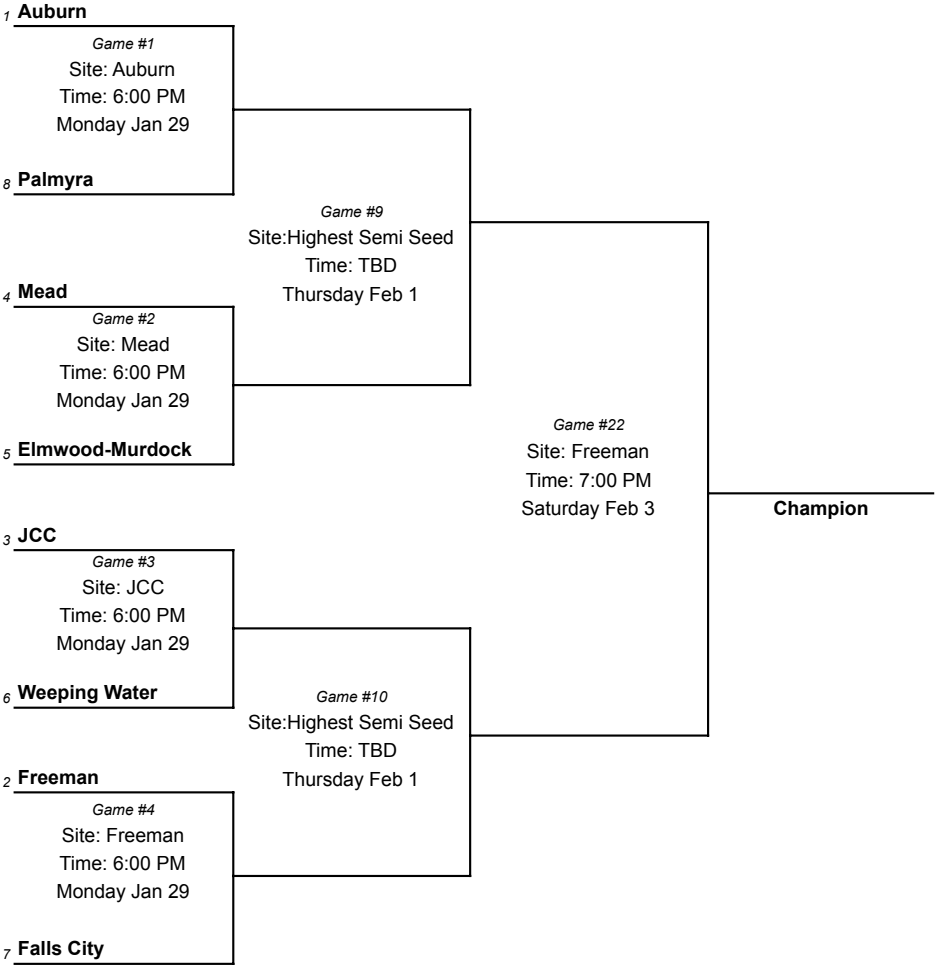 1 Auburn
Game #1
Site: Auburn
Time: 6:00 PM
Monday Jan 29
8 Palmyra
Game #9
Site:Highest Semi Seed
Time: TBD
Thursday Feb 1
4 Mead
Game #2
Site: Mead
Time: 6:00 PM
Monday Jan 29
5 Elmwood-Murdock
Game #22
Site: Freeman
Time: 7:00 PM
Saturday Feb 3
Champion
3 JCC
Game #3
Site: JCC
Time: 6:00 PM
Monday Jan 29
6 Weeping Water
Game #10
Site:Highest Semi Seed
Time: TBD
Thursday Feb 1
2 Freeman
Game #4
Site: Freeman
Time: 6:00 PM
Monday Jan 29
7 Falls City